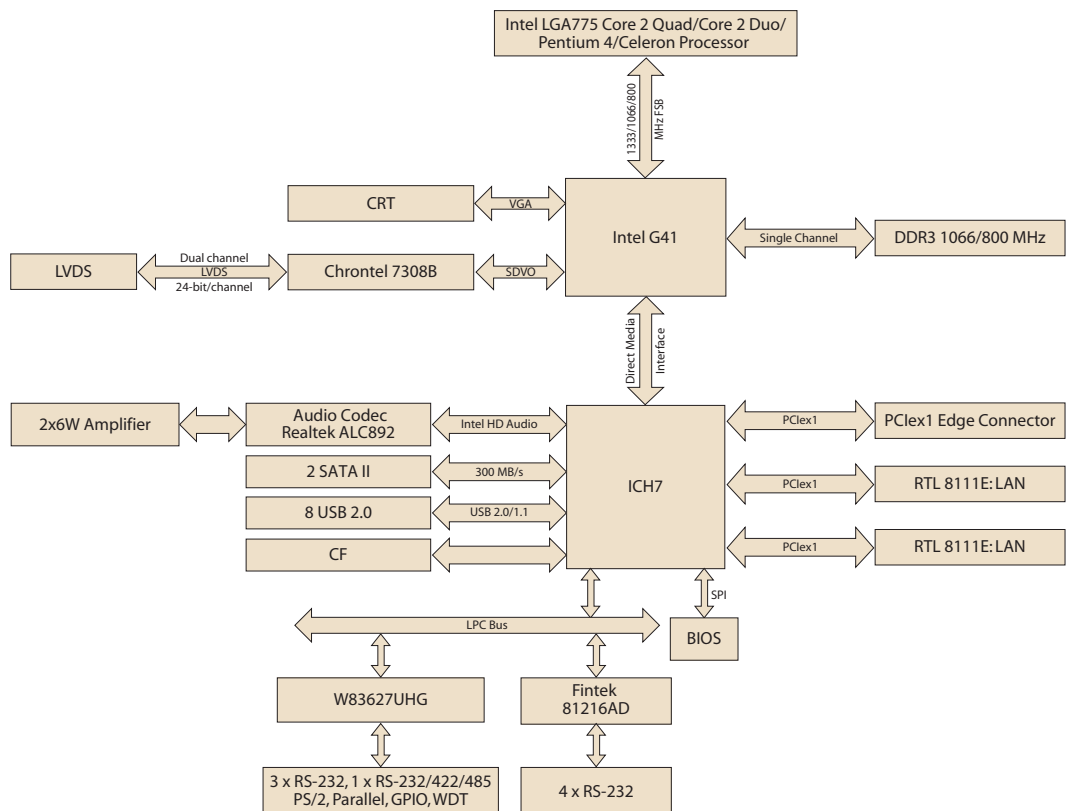 Intel LGA775 Core 2 Quad/Core 2 Duo/
Pentium 4/Celeron Processor
1333/1066/800
MHz FSB
CRT
VGA
Intel G41
Single Channel
DDR3 1066/800 MHz
LVDS
Dual channel
LVDS
24-bit/channel
Chrontel 7308B
SDVO
Direct Media
Interface
2x6W Amplifier
Audio Codec
Realtek ALC892
Intel HD Audio
2 SATA II
300 MB/s
8 USB 2.0
USB 2.0/1.1
CF
ICH7
PCIex1
PCIex1 Edge Connector
PCIex1
RTL 8111E: LAN
PCIex1
RTL 8111E: LAN
SPI
BIOS
LPC Bus
W83627UHG
Fintek
81216AD
3 x RS-232, 1 x RS-232/422/485
PS/2, Parallel, GPIO, WDT
4 x RS-232